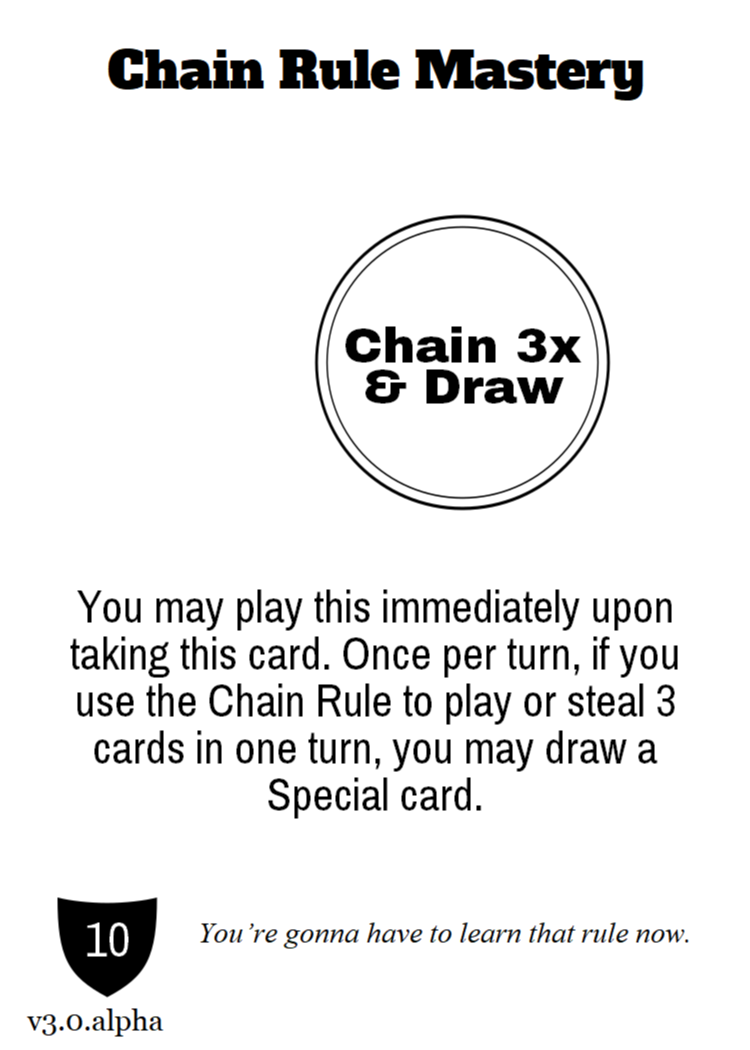 Chain Rule Mastery
Chain 3x
& Draw
You may play this immediately upon
taking this card. Once per turn, if you
use the Chain Rule to play or steal 3
cards in one turn, you may draw a
Special card.
10
You’re gonna have to learn that rule now.
v3.0.alpha